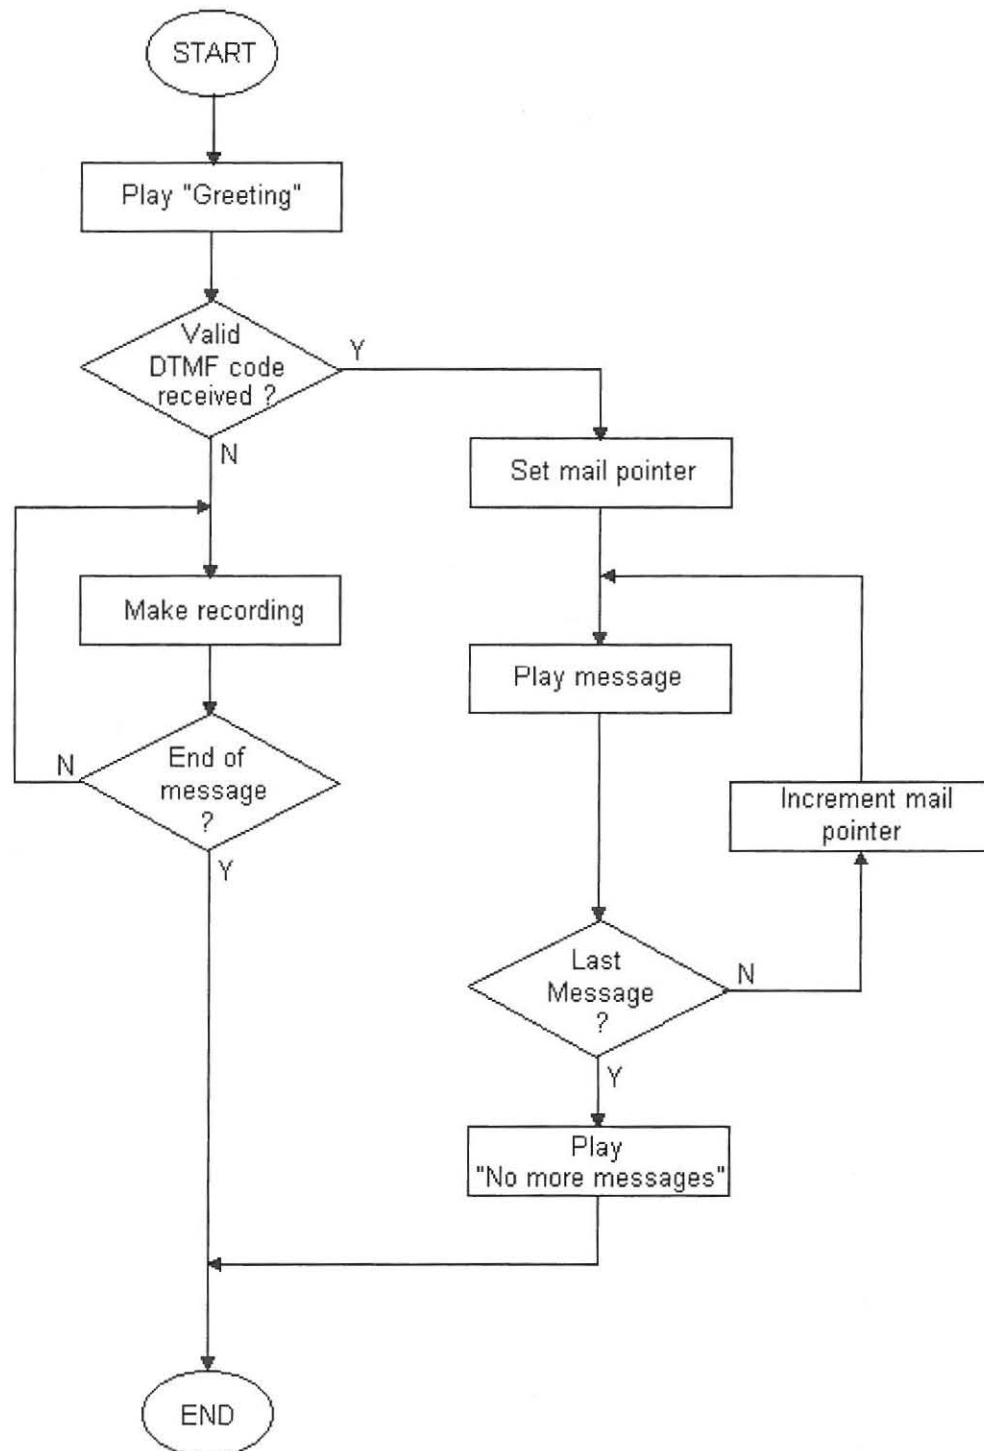 START
Play "Greeting"
Valid
DTMF code
received ?
Y
N
Set mail pointer
Make recording
Play message
N
End of
message
?
Y
Increment mail
pointer
Last
Message
?
N
Y
Play
"No more messages"
END